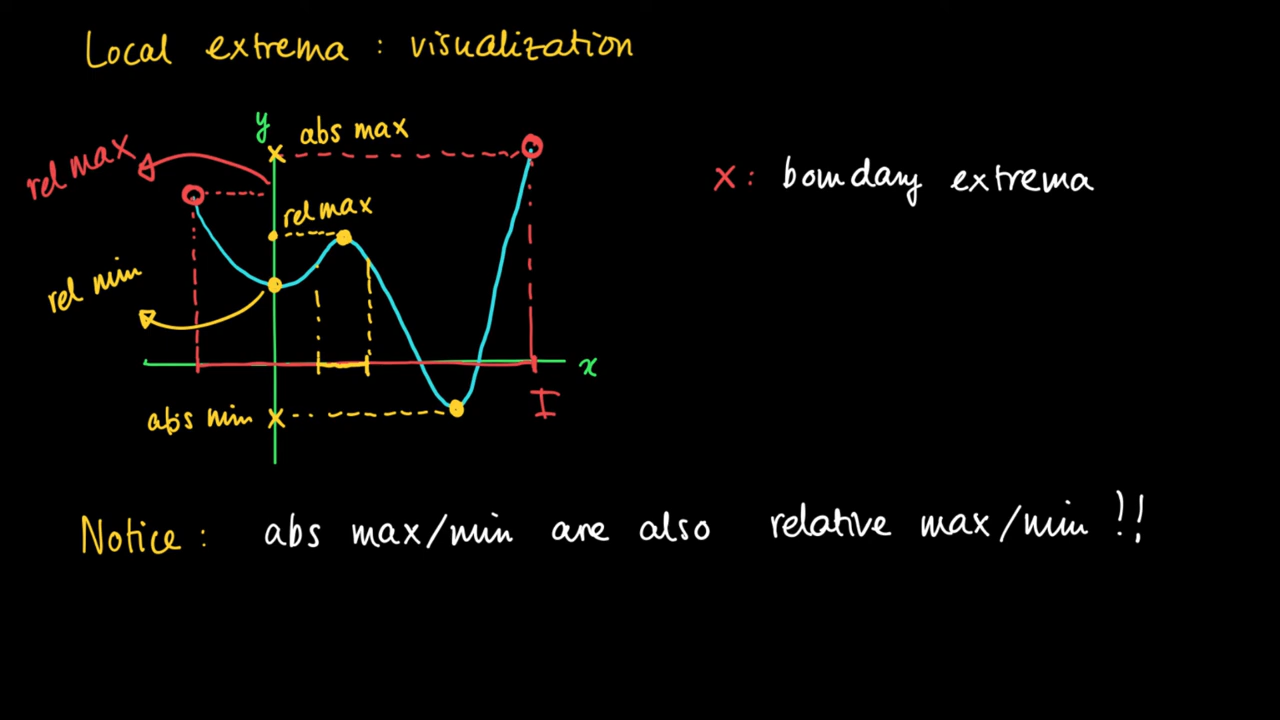 Local extrema : visualization
y
abs max
rel max
x : boundary extrema
rel max
rel min
x
abs min
I
Notice : abs max/min are also relative max/min !!